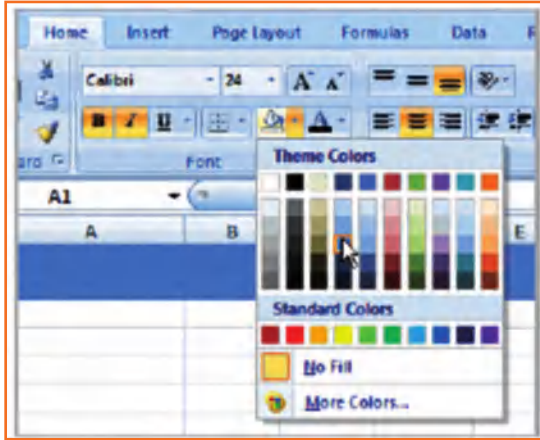 Home Insert Page Layout Formulas Data
Calibri 24 A A
B I U A
Font
Theme Colors
A1
A B E
Standard Colors
No Fill
More Colors...